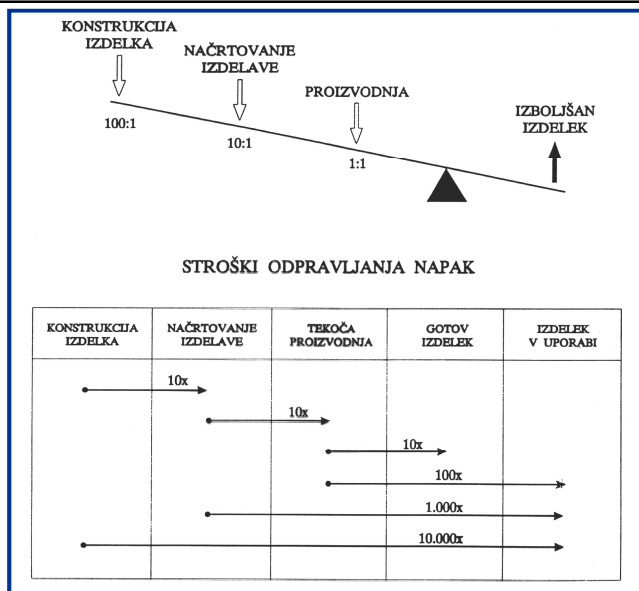 KONSTRUKCIJA
IZDELKA
NAČRTOVANJE
IZDELAVE
PROIZVODNJA
IZBOLJŠAN
IZDELEK
100:1
10:1
1:1
STROŠKI ODPRAVLJANJA NAPAK
KONSTRUKCIJA
IZDELKA
NAČRTOVANJE
IZDELAVE
TEKOČA
PROIZVODNJA
GOTOV
IZDELEK
IZDELEK
V UPORABI
10x
10x
10x
100x
1.000x
10.000x